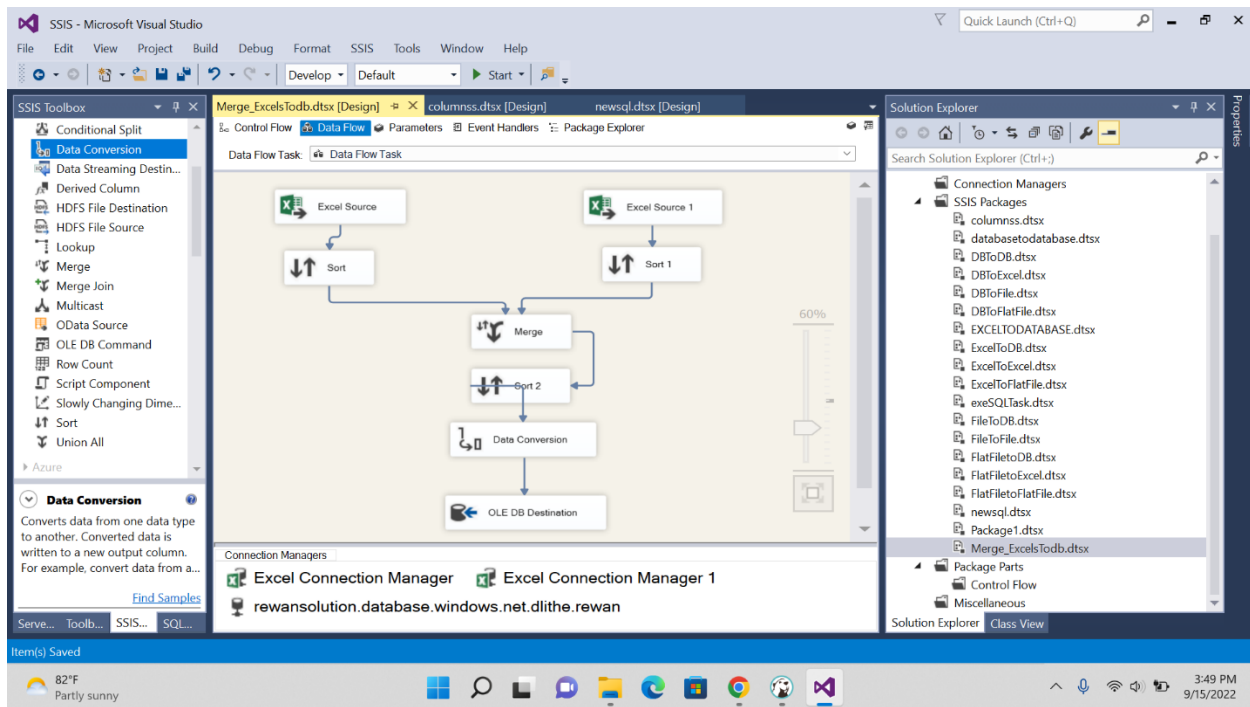 SSIS - Microsoft Visual Studio
Quick Launch (Ctrl+Q)
File Edit View Project Build Debug Format SSIS Tools Window Help
Develop Default Start
SSIS Toolbox
Conditional Split
Data Conversion
Data Streaming Destin...
Derived Column
HDFS File Destination
HDFS File Source
Lookup
Merge
Merge Join
Multicast
OData Source
OLE DB Command
Row Count
Script Component
Slowly Changing Dime...
Sort
Union All
Azure
Data Conversion
Converts data from one data type
to another. Converted data is
written to a new output column.
For example, convert data from a...
Find Samples
Serve... Toolb... SSIS... SQL...
Merge_ExcelsTodb.dtsx [Design] columnss.dtsx [Design] newsql.dtsx [Design]
Control Flow Data Flow Parameters Event Handlers Package Explorer
Data Flow Task: Data Flow Task
Excel Source
Excel Source 1
Sort
Sort 1
Merge
60%
Sort 2
Data Conversion
OLE DB Destination
Connection Managers
Excel Connection Manager Excel Connection Manager 1
rewansolution.database.windows.net.dlithe.rewan
Solution Explorer
Search Solution Explorer (Ctrl+;)
Connection Managers
SSIS Packages
columnss.dtsx
databasetodatabase.dtsx
DBToDB.dtsx
DBToExcel.dtsx
DBToFile.dtsx
DBToFlatFile.dtsx
EXCELTODATABASE.dtsx
ExcelToDB.dtsx
ExcelToExcel.dtsx
ExcelToFlatFile.dtsx
exeSQLTask.dtsx
FileToDB.dtsx
FileToFile.dtsx
FlatFiletoDB.dtsx
FlatFiletoExcel.dtsx
FlatFiletoFlatFile.dtsx
newsql.dtsx
Package1.dtsx
Merge_ExcelsTodb.dtsx
Package Parts
Control Flow
Miscellaneous
Solution Explorer Class View
Properties
Item(s) Saved
82°F
Partly sunny
3:49 PM
9/15/2022